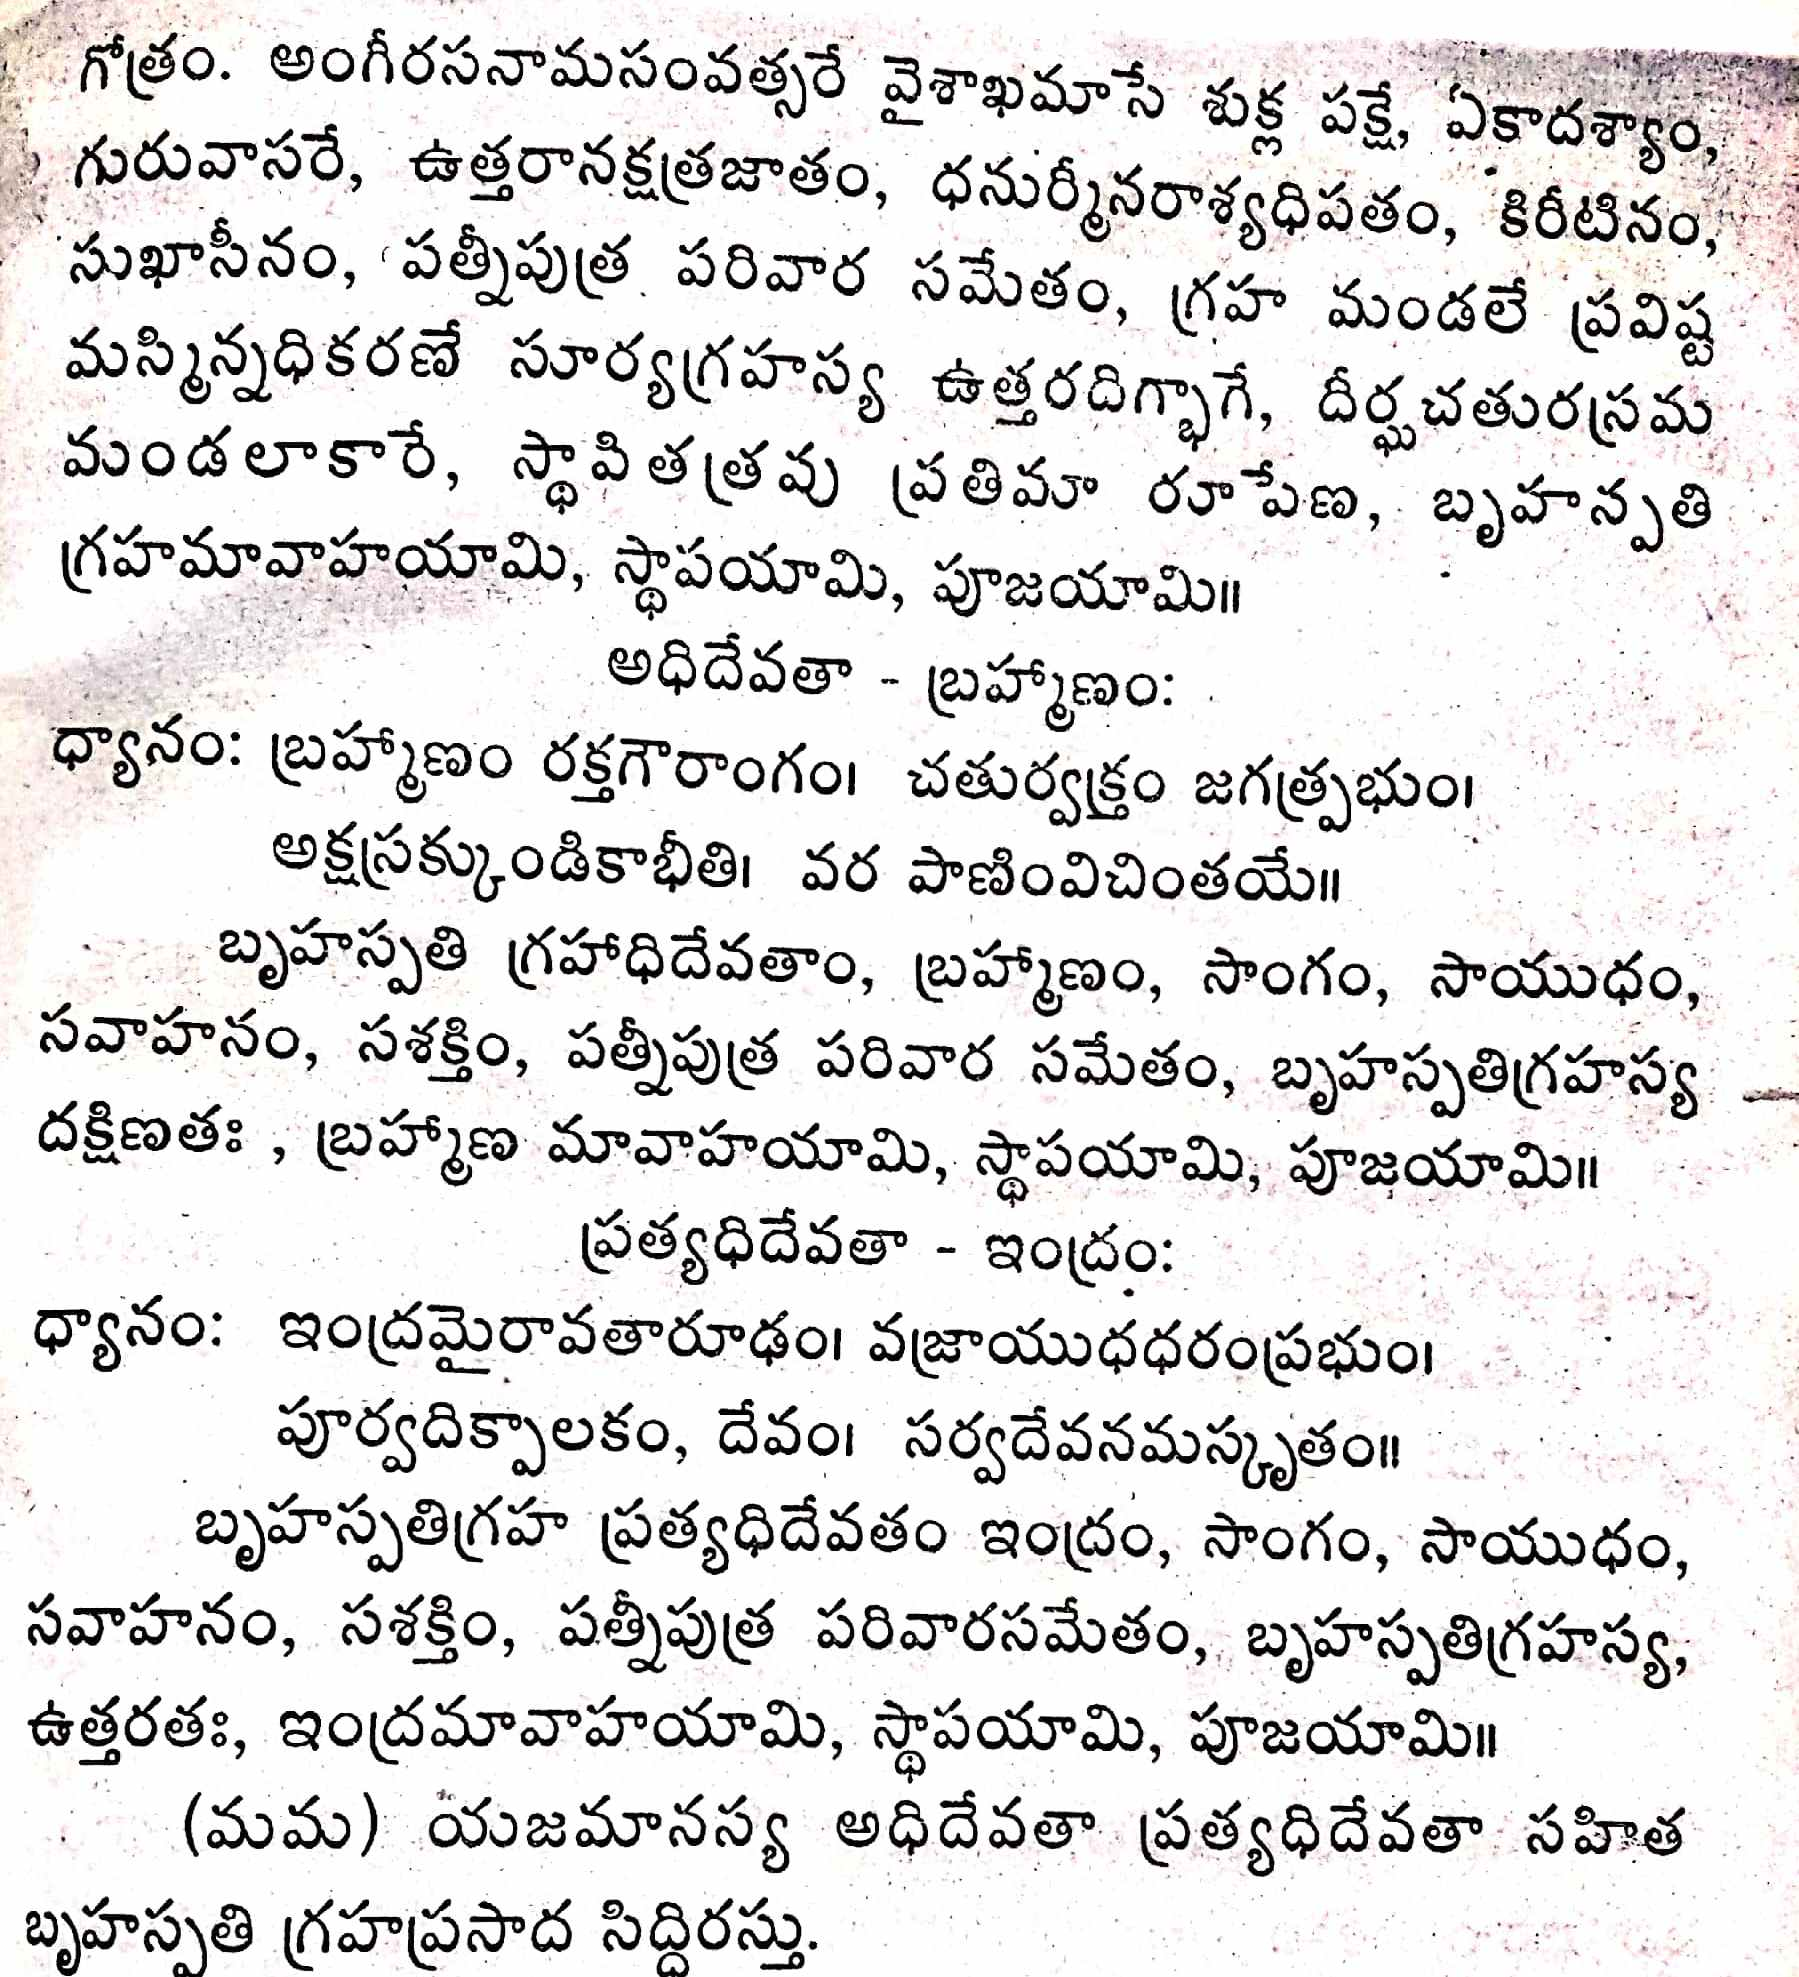 గోత్రం. అంగీరసనామసంవత్సరే వైశాఖమాసే శుక్ల పక్షే, ఏకాదశ్యాం,
గురువాసరే, ఉత్తరానక్షత్రజాతం, ధనుర్మీనరాశ్యధిపతం, కిరీటినం,
సుఖాసీనం, పత్నీపుత్ర పరివార సమేతం, గ్రహ మండలే ప్రవిష్ట
మస్మిన్నధికరణే సూర్యగ్రహస్య ఉత్తరదిగ్భాగే, దీర్ఘచతురస్రమ
మండలాకారే, స్థాపితత్రవు ప్రతిమా రూపేణ, బృహన్పతి
గ్రహమావాహయామి, స్థాపయామి, పూజయామి॥
అధిదేవతా - బ్రహ్మాణం:
ధ్యానం: బ్రహ్మాణం రక్తగౌరాంగం। చతుర్వక్త్రం జగత్ప్రభుం।
అక్షస్రక్కుండికాభీతి। వర పాణింవిచింతయే॥
బృహస్పతి గ్రహాధిదేవతాం, బ్రహ్మాణం, సాంగం, సాయుధం,
సవాహనం, సశక్తిం, పత్నీపుత్ర పరివార సమేతం, బృహస్పతిగ్రహస్య
దక్షిణతః , బ్రహ్మాణ మావాహయామి, స్థాపయామి, పూజయామి॥
ప్రత్యధిదేవతా - ఇంద్రం:
ధ్యానం: ఇంద్రమైరావతారూఢం। వజ్రాయుధధరంప్రభుం।
పూర్వదిక్పాలకం, దేవం। సర్వదేవనమస్కృతం॥
బృహస్పతిగ్రహ ప్రత్యధిదేవతం ఇంద్రం, సాంగం, సాయుధం,
సవాహనం, సశక్తిం, పత్నీపుత్ర పరివారసమేతం, బృహస్పతిగ్రహస్య,
ఉత్తరతః, ఇంద్రమావాహయామి, స్థాపయామి, పూజయామి॥
(మమ) యజమానస్య అధిదేవతా ప్రత్యధిదేవతా సహిత
బృహస్పతి గ్రహప్రసాద సిద్ధిరస్తు.